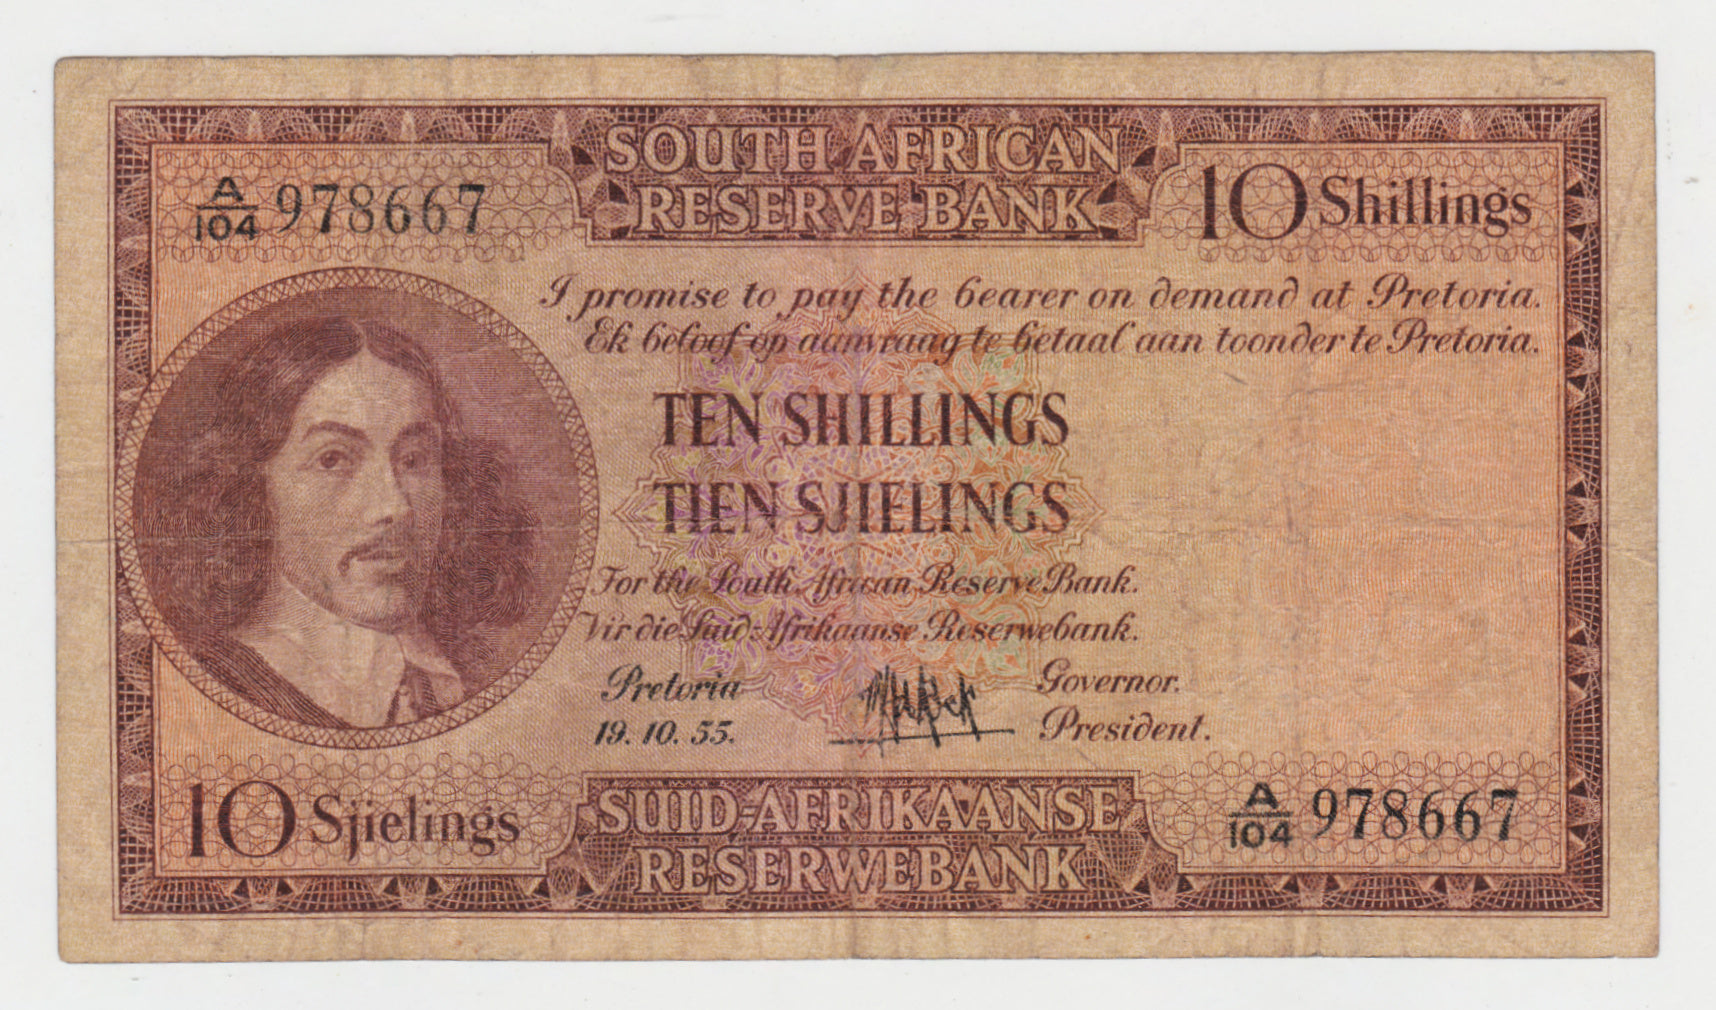 SOUTH AFRICAN
RESERVE BANK
A/104 978667
10 Shillings
I promise to pay the bearer on demand at Pretoria.
Ek beloof op aanvraag te betaal aan toonder te Pretoria.
TEN SHILLINGS
TIEN SJIELINGS
For the South African Reserve Bank.
Vir die Suid-Afrikaanse Reserwebank.
Pretoria
19. 10. 55.
Governor.
President.
10 Sjielings
SUID-AFRIKAANSE
RESERWEBANK
A/104 978667